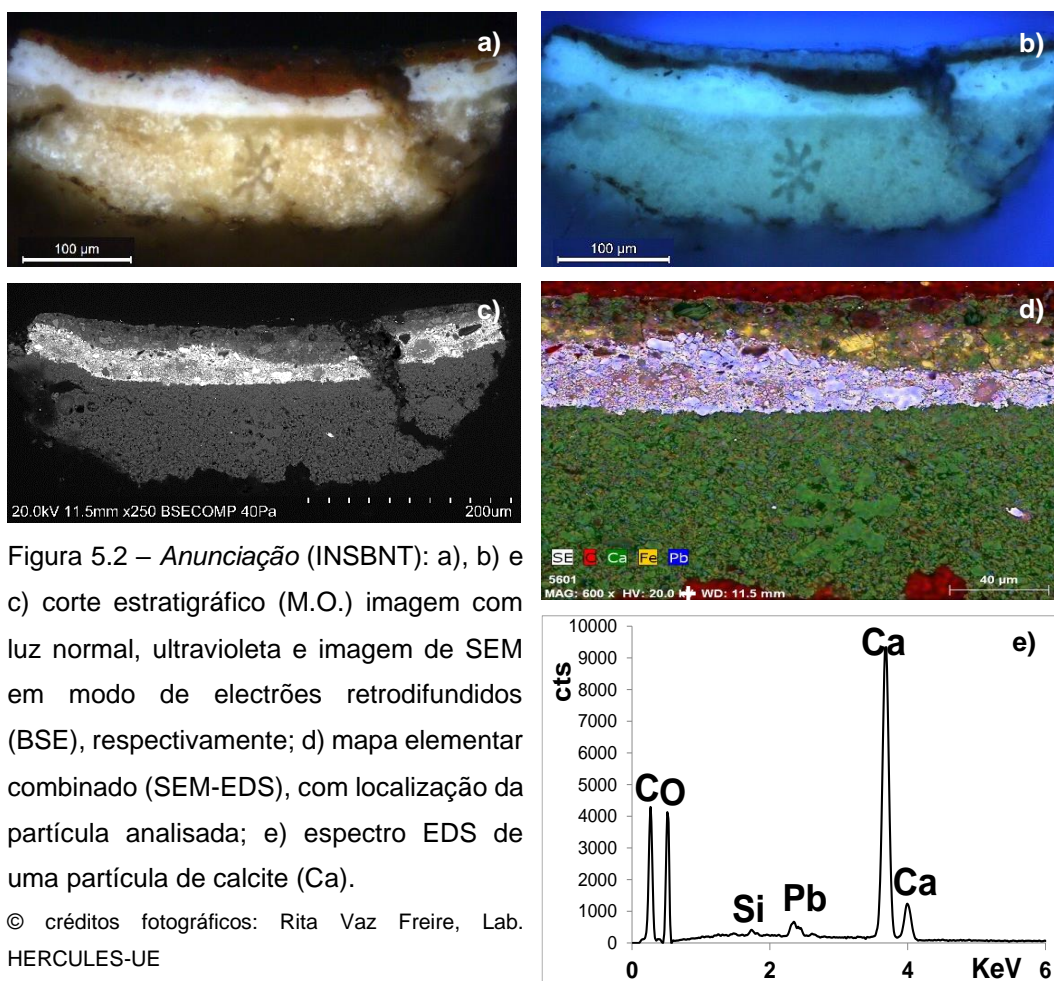 a)
100 µm
b)
100 µm
c)
20.0kV 11.5mm x250 BSECOMP 40Pa
200um
d)
SE Ca Fe Pb
5601
MAG: 600 x HV: 20.0 WD: 11.5 mm
40 µm
Figura 5.2 – Anunciação (INSBNT): a), b) e
c) corte estratigráfico (M.O.) imagem com
luz normal, ultravioleta e imagem de SEM
em modo de electrões retrodifundidos
(BSE), respectivamente; d) mapa elementar
combinado (SEM-EDS), com localização da
partícula analisada; e) espectro EDS de
uma partícula de calcite (Ca).
© créditos fotográficos: Rita Vaz Freire, Lab.
HERCULES-UE
e)
cts
10000
9000
8000
7000
6000
5000
4000
3000
2000
1000
0
C O Si Pb Ca Ca
0 2 4 KeV 6